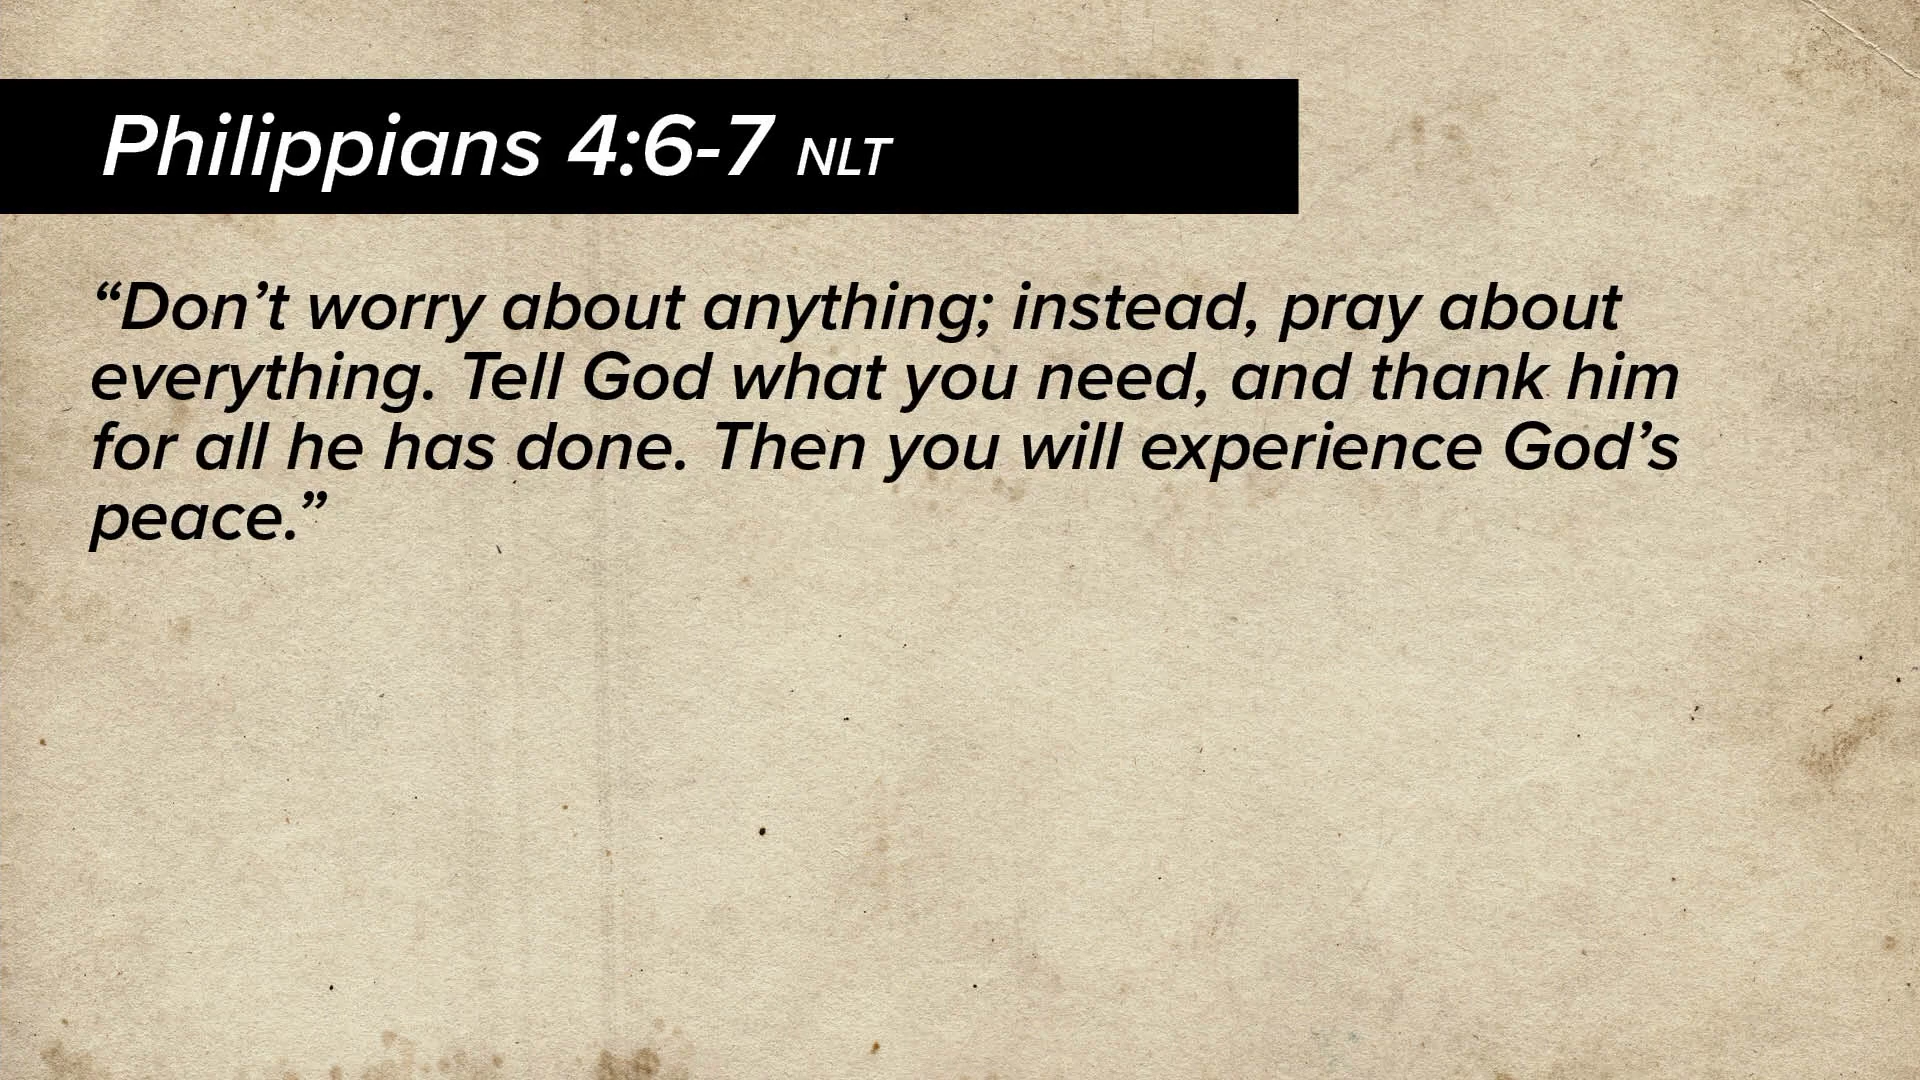 Philippians 4:6-7 NLT
“Don’t worry about anything; instead, pray about
everything. Tell God what you need, and thank him
for all he has done. Then you will experience God’s
peace.”